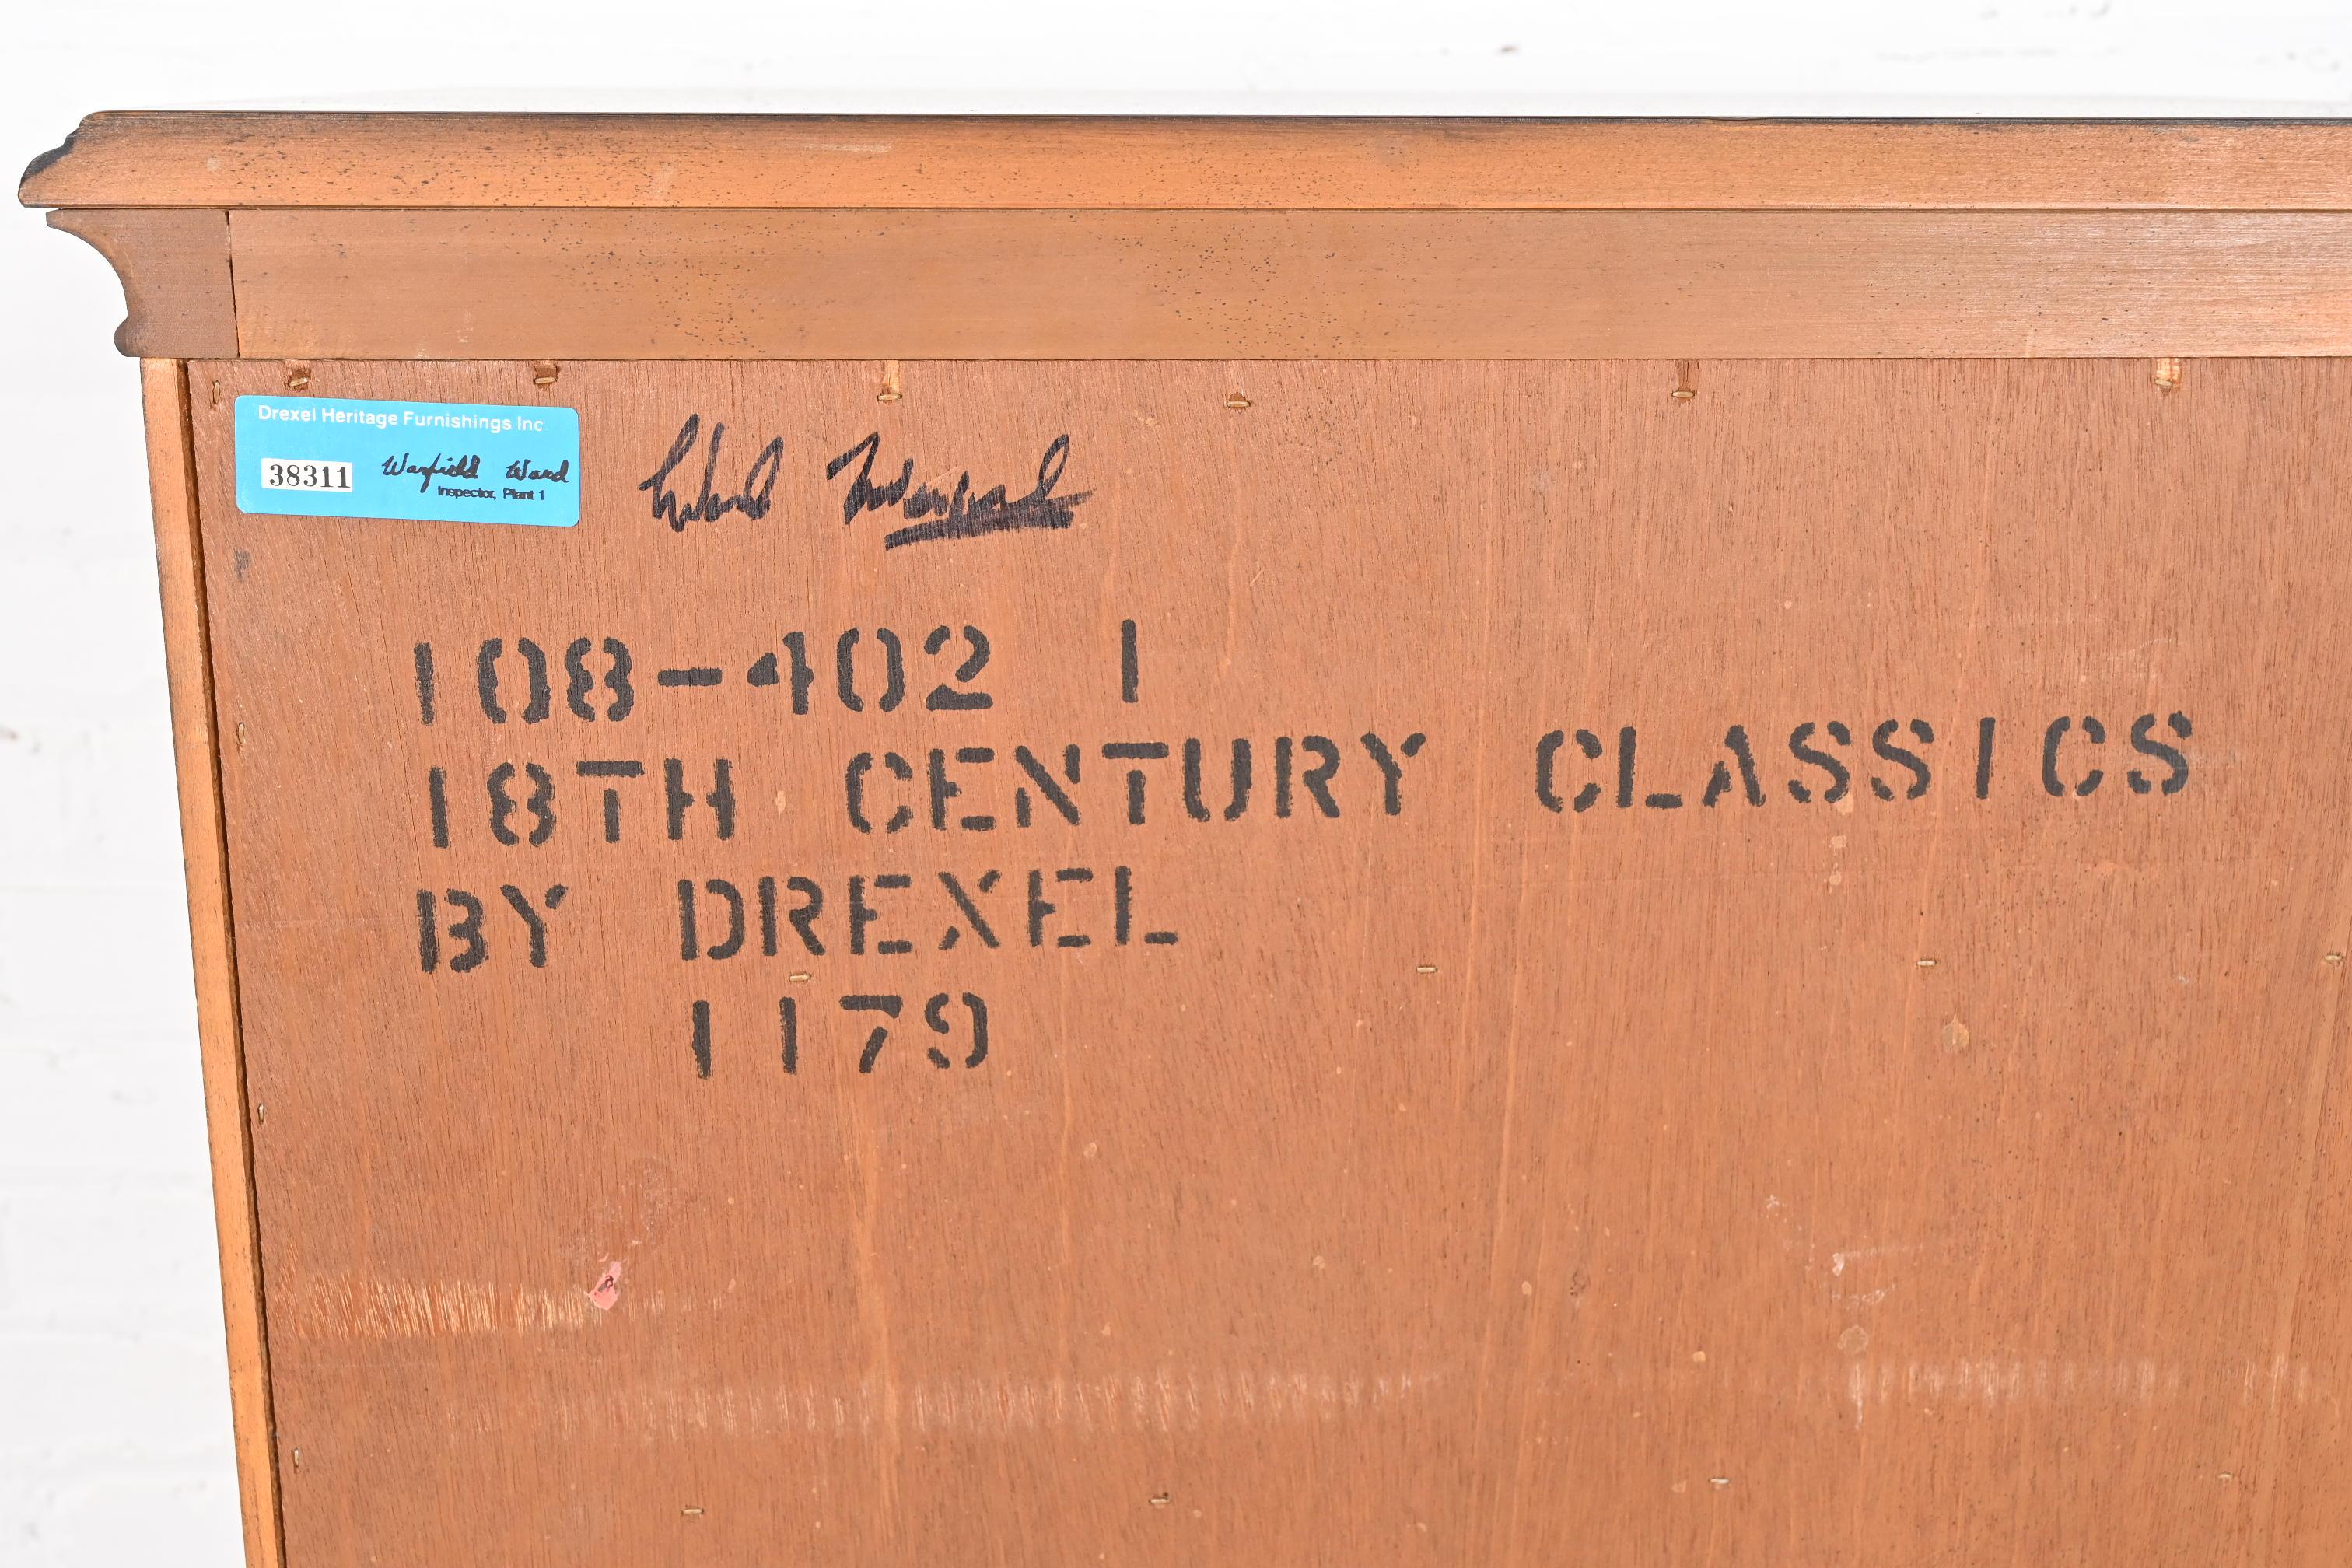 Drexel Heritage Furnishings Inc
38311 Warfield Ward
Inspector, Plant 1
108-402 1
18TH CENTURY CLASSICS
BY DREXEL
1179